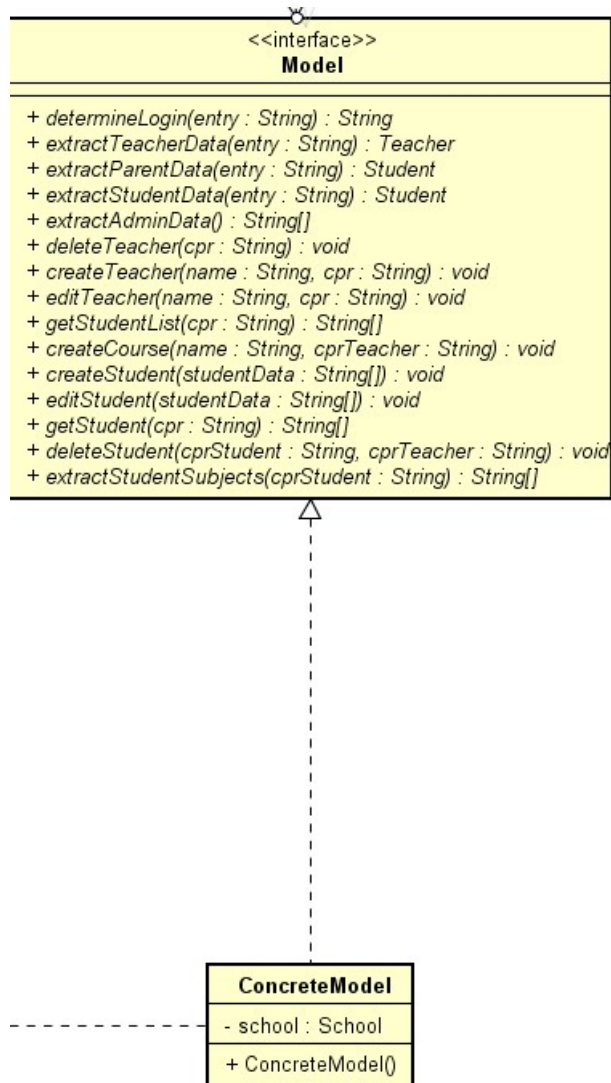 <<interface>>
Model
+ determineLogin(entry : String) : String
+ extractTeacherData(entry : String) : Teacher
+ extractParentData(entry : String) : Student
+ extractStudentData(entry : String) : Student
+ extractAdminData() : String[]
+ deleteTeacher(cpr : String) : void
+ createTeacher(name : String, cpr : String) : void
+ editTeacher(name : String, cpr : String) : void
+ getStudentList(cpr : String) : String[]
+ createCourse(name : String, cprTeacher : String) : void
+ createStudent(studentData : String[]) : void
+ editStudent(studentData : String[]) : void
+ getStudent(cpr : String) : String[]
+ deleteStudent(cprStudent : String, cprTeacher : String) : void
+ extractStudentSubjects(cprStudent : String) : String[]
ConcreteModel
- school : School
+ ConcreteModel()